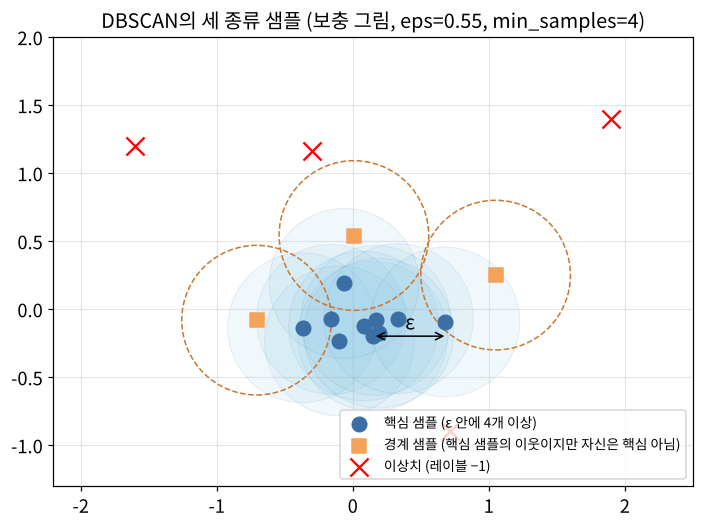 DBSCAN의 세 종류 샘플 (보충 그림, eps=0.55, min_samples=4)
2.0
1.5
1.0
0.5
0.0
-0.5
-1.0
ε
핵심 샘플 (ε 안에 4개 이상)
경계 샘플 (핵심 샘플의 이웃이지만 자신은 핵심 아님)
이상치 (레이블 −1)
-2 -1 0 1 2